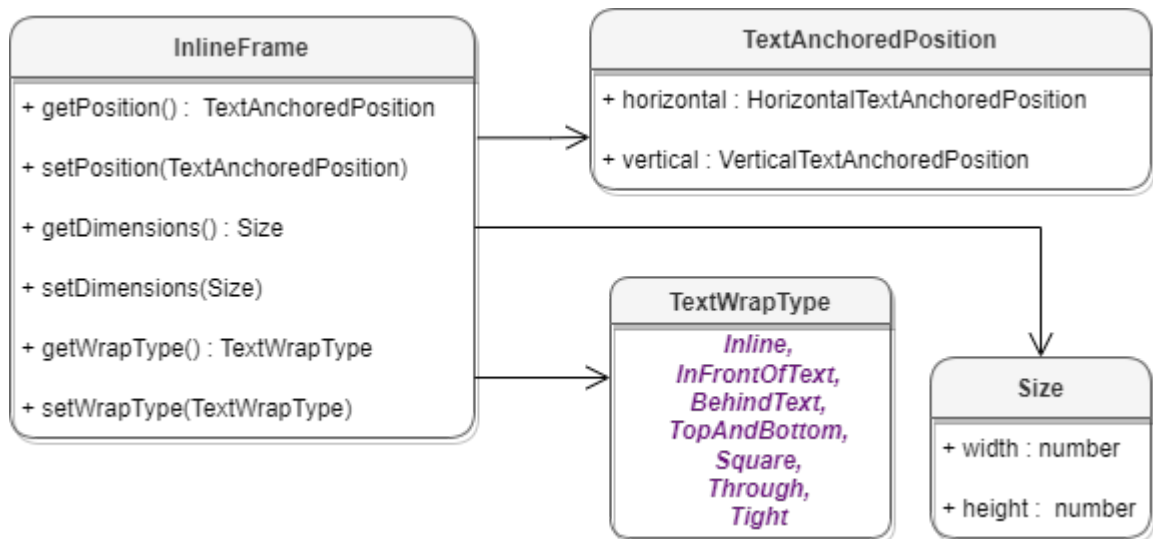 InlineFrame
+ getPosition() : TextAnchoredPosition
+ setPosition(TextAnchoredPosition)
+ getDimensions() : Size
+ setDimensions(Size)
+ getWrapType() : TextWrapType
+ setWrapType(TextWrapType)
TextAnchoredPosition
+ horizontal : HorizontalTextAnchoredPosition
+ vertical : VerticalTextAnchoredPosition
TextWrapType
Inline,
InFrontOfText,
BehindText,
TopAndBottom,
Square,
Through,
Tight
Size
+ width : number
+ height : number